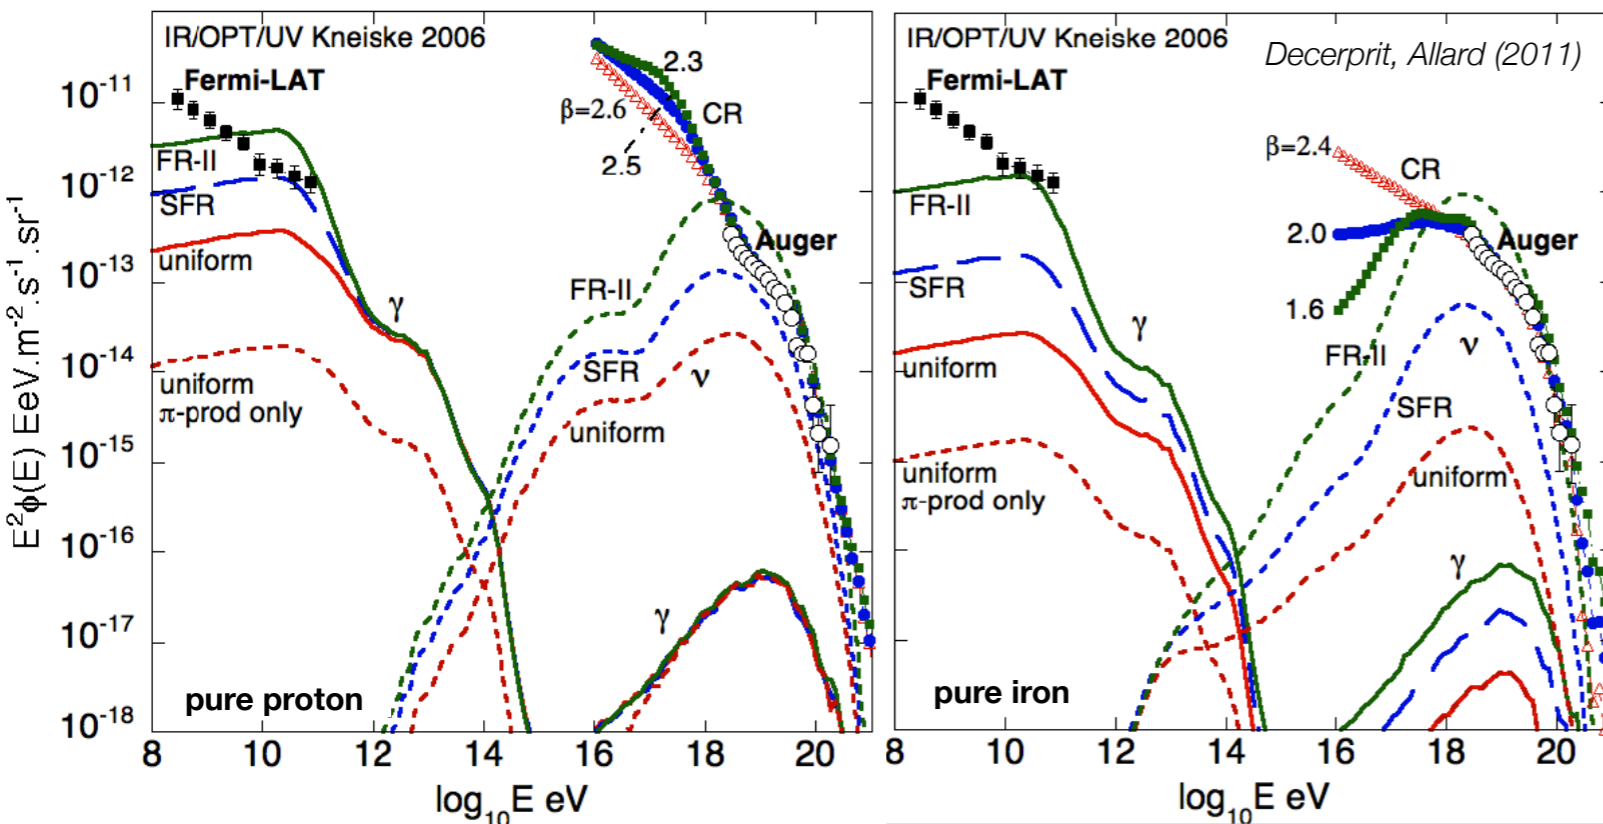 IR/OPT/UV Kneiske 2006
Fermi-LAT
2.3
β=2.6
CR
2.5
FR-II
SFR
uniform
γ
Auger
FR-II
SFR
ν
uniform
uniform
π-prod only
γ
pure proton
10⁻¹¹
10⁻¹²
10⁻¹³
10⁻¹⁴
10⁻¹⁵
10⁻¹⁶
10⁻¹⁷
10⁻¹⁸
E²ϕ(E) EeV.m⁻².s⁻¹.sr⁻¹
8 10 12 14 16 18 20
log₁₀E eV
IR/OPT/UV Kneiske 2006
Decerprit, Allard (2011)
Fermi-LAT
β=2.4
CR
2.0
Auger
1.6
FR-II
SFR
uniform
γ
FR-II
ν
SFR
uniform
uniform
π-prod only
γ
pure iron
8 10 12 14 16 18 20
log₁₀E eV